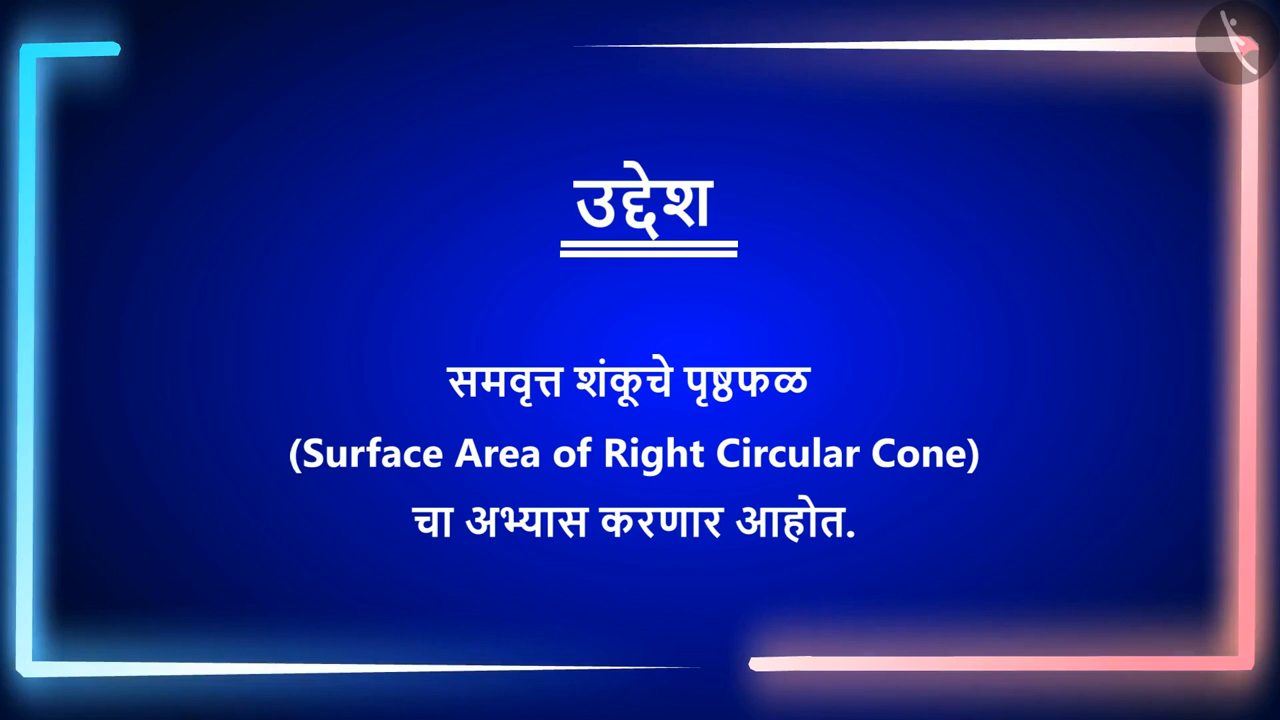 उद्देश
समवृत्त शंकूचे पृष्ठफळ
(Surface Area of Right Circular Cone)
चा अभ्यास करणार आहोत.